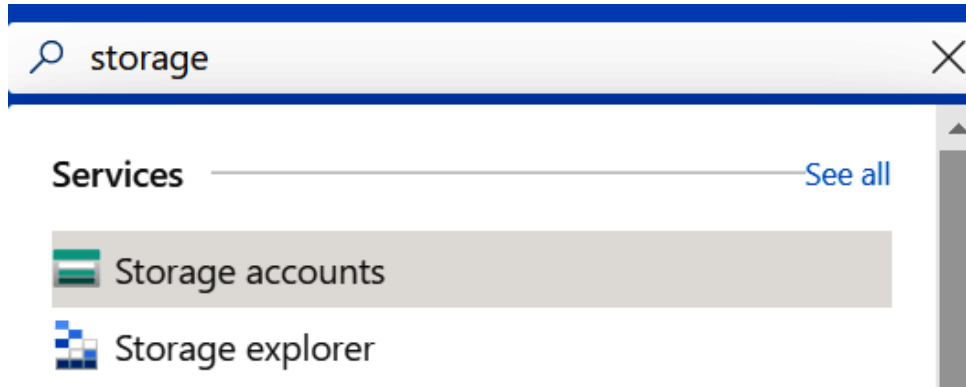 storage
Services See all
Storage accounts
Storage explorer